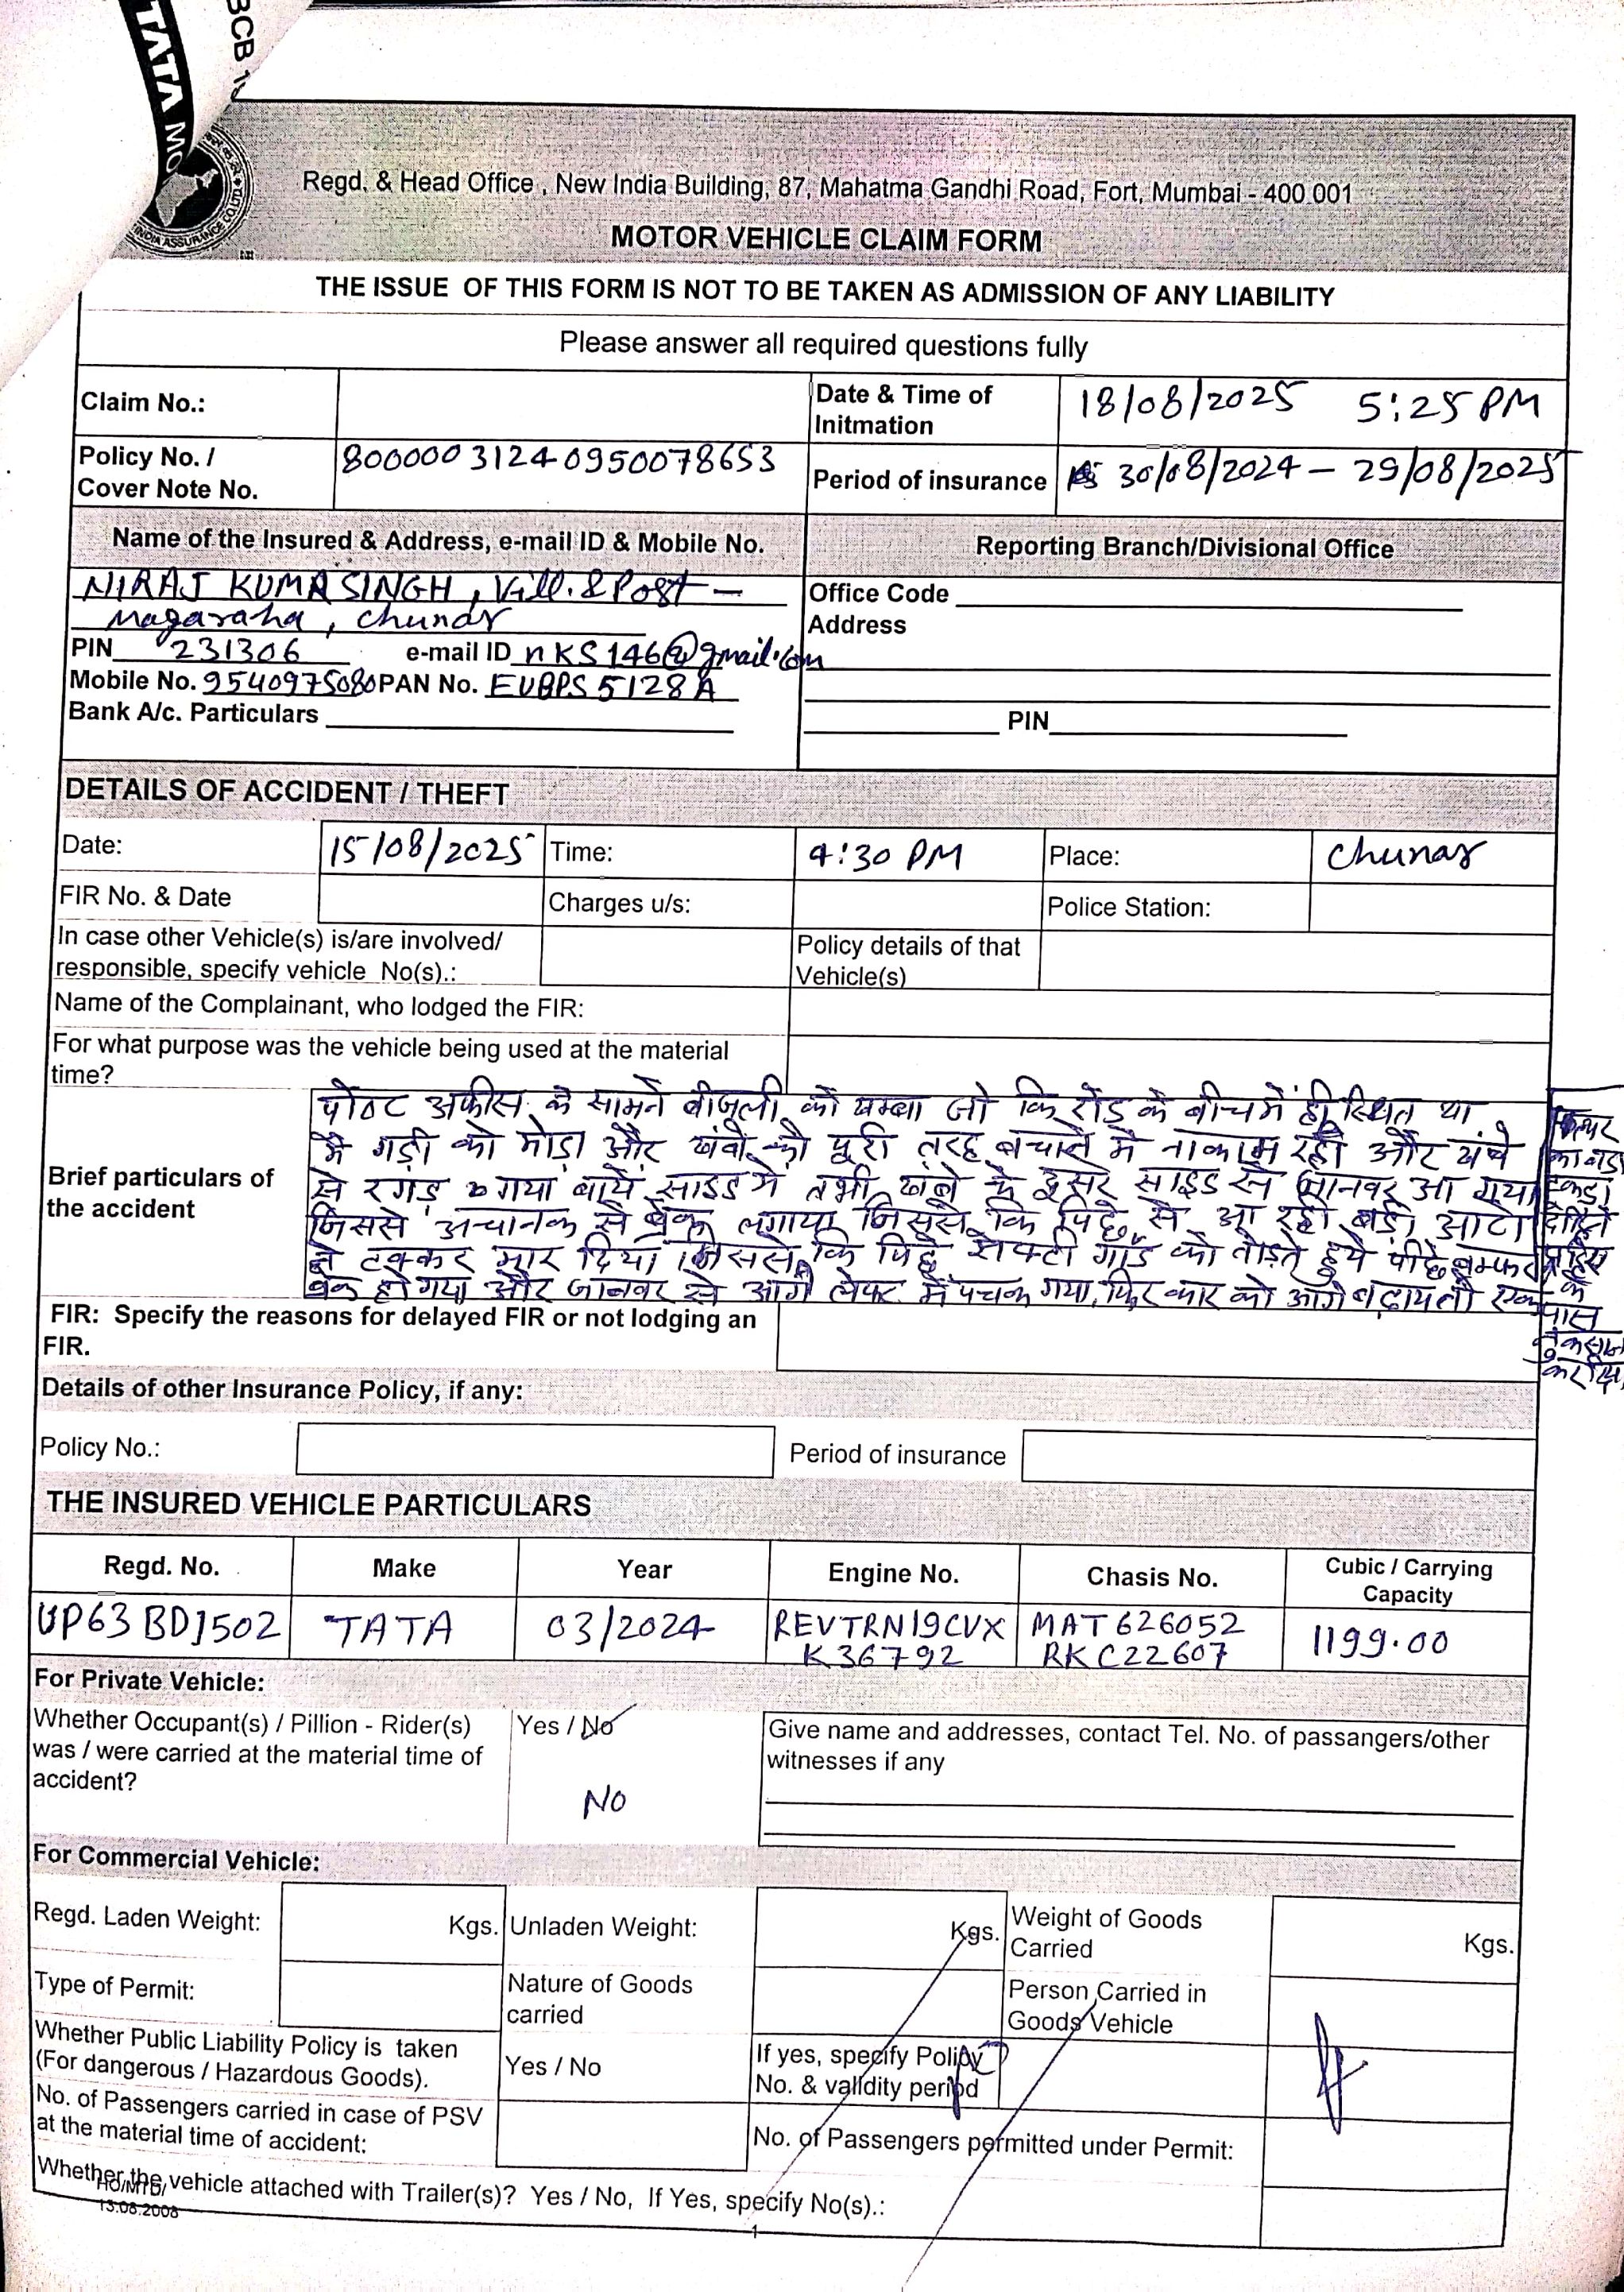 TATA MO
BCB 1
INDIA ASSURANCE CO. LTD
Regd. & Head Office , New India Building, 87, Mahatma Gandhi Road, Fort, Mumbai - 400 001
MOTOR VEHICLE CLAIM FORM
THE ISSUE OF THIS FORM IS NOT TO BE TAKEN AS ADMISSION OF ANY LIABILITY
Please answer all required questions fully
Claim No.: Date & Time of Initmation 18/08/2025 5:25 PM
Policy No. / Cover Note No. 80000031240950078653 Period of insurance 30/08/2024 - 29/08/2025
Name of the Insured & Address, e-mail ID & Mobile No. Reporting Branch/Divisional Office
NIRAJ KUMAR SINGH, Vill. & Post - Office Code
Magaraha, Chunar Address
PIN 231306 e-mail ID nks146@gmail.com
Mobile No. 9540975080 PAN No. EUBPS5128A
Bank A/c. Particulars PIN
DETAILS OF ACCIDENT / THEFT
Date: 15/08/2025 Time: 4:30 PM Place: Chunar
FIR No. & Date Charges u/s: Police Station:
In case other Vehicle(s) is/are involved/ Policy details of that
responsible, specify vehicle No(s).: Vehicle(s)
Name of the Complainant, who lodged the FIR:
For what purpose was the vehicle being used at the material
time?
Brief particulars of
the accident
पोस्ट अफीस के सामने बीजली का खम्बा जो कि रोड के बीच में ही स्थित था
मै गाड़ी को मोड़ा और खंबे को पूरी तरह बचाने मे नाकाम रहा और खंबे
से रगड़ गया बायें साइड मे तभी खंबे के दूसरे साइड से जानवर आ गया
जिससे अचानक से ब्रेक लगाया जिससे कि पिछे से आ रही बड़ी आटो
ने टक्कर मार दिया जिससे कि पिछे सेफ्टी गार्ड को तोड़ते हुये पीछे बम्फर
ब्रेक हो गया और जानवर से आगे लेफ्ट में पचक गया, फिर कार को आगे बढ़ाया तो एक
पत्थर
का बड़ा
टुकड़ा
के
पास
FIR: Specify the reasons for delayed FIR or not lodging an
FIR.
Details of other Insurance Policy, if any:
Policy No.: Period of insurance
THE INSURED VEHICLE PARTICULARS
Regd. No. Make Year Engine No. Chasis No. Cubic / Carrying Capacity
UP63 BD1502 TATA 03/2024 REVTRN19CVX MAT626052 1199.00
K36792 RKC22607
For Private Vehicle:
Whether Occupant(s) / Pillion - Rider(s) Yes / No Give name and addresses, contact Tel. No. of passangers/other
was / were carried at the material time of witnesses if any
accident? No
For Commercial Vehicle:
Regd. Laden Weight: Kgs. Unladen Weight: Kgs. Weight of Goods Carried Kgs.
Type of Permit: Nature of Goods carried Person Carried in Goods Vehicle
Whether Public Liability Policy is taken Yes / No If yes, specify Policy
(For dangerous / Hazardous Goods). No. & validity period
No. of Passengers carried in case of PSV No. of Passengers permitted under Permit:
at the material time of accident:
Whether the vehicle attached with Trailer(s)? Yes / No, If Yes, specify No(s).:
HO/MTD/
13.08.2008
1